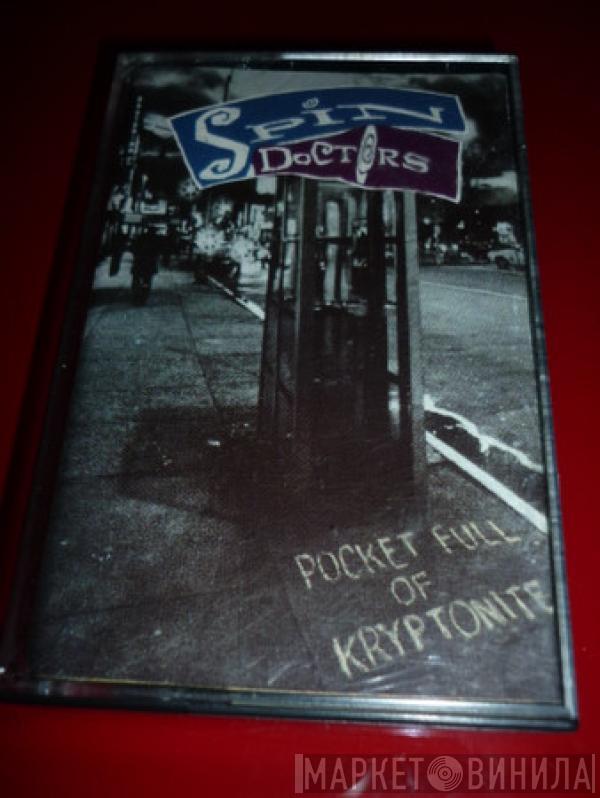 SPiN
DOCTORS
POCKET FULL
OF
KRYPTONITE
МАРКЕТ ВИНИЛА